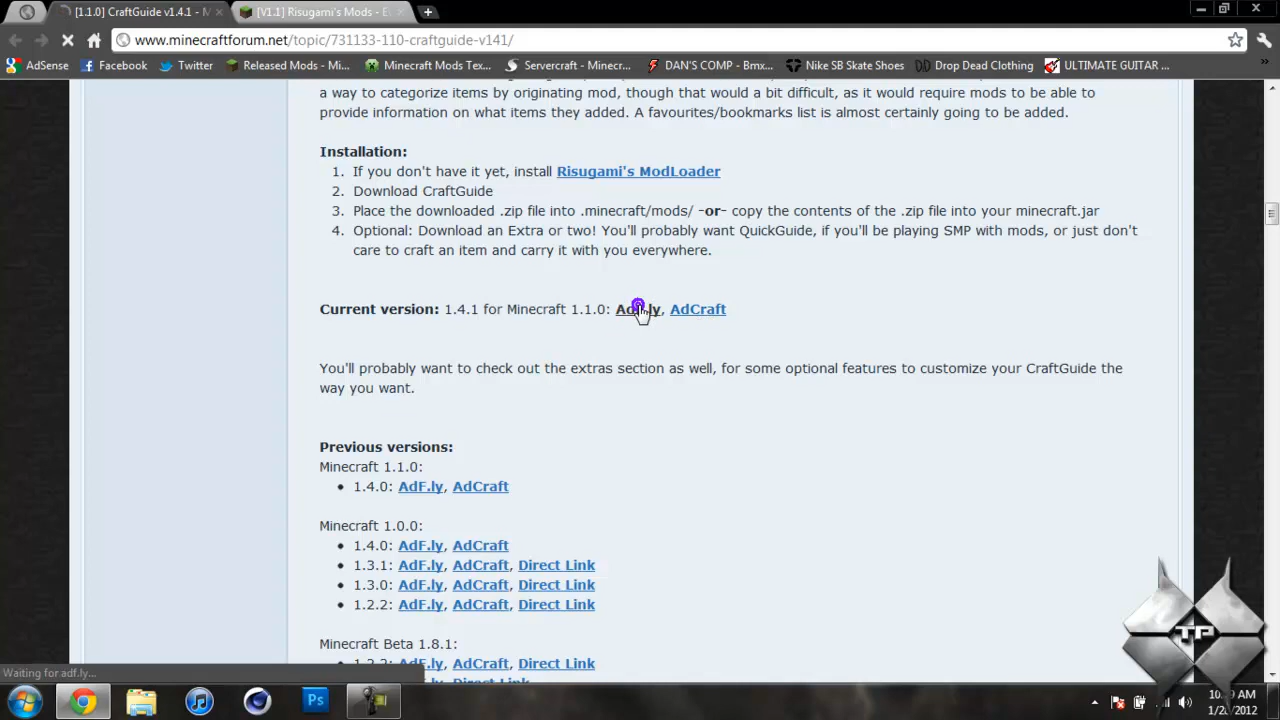 [1.1.0] CraftGuide v1.4.1 - M
[V1.1] Risugami's Mods - E
www.minecraftforum.net/topic/731133-110-craftguide-v141/
AdSense Facebook Twitter Released Mods - Mi... Minecraft Mods Tex... Servercraft - Minecr... DAN'S COMP - Bmx... Nike SB Skate Shoes Drop Dead Clothing ULTIMATE GUITAR ...
a way to categorize items by originating mod, though that would a bit difficult, as it would require mods to be able to
provide information on what items they added. A favourites/bookmarks list is almost certainly going to be added.
Installation:
1. If you don't have it yet, install Risugami's ModLoader
2. Download CraftGuide
3. Place the downloaded .zip file into .minecraft/mods/ -or- copy the contents of the .zip file into your minecraft.jar
4. Optional: Download an Extra or two! You'll probably want QuickGuide, if you'll be playing SMP with mods, or just don't
care to craft an item and carry it with you everywhere.
Current version: 1.4.1 for Minecraft 1.1.0: AdF.ly, AdCraft
You'll probably want to check out the extras section as well, for some optional features to customize your CraftGuide the
way you want.
Previous versions:
Minecraft 1.1.0:
• 1.4.0: AdF.ly, AdCraft
Minecraft 1.0.0:
• 1.4.0: AdF.ly, AdCraft
• 1.3.1: AdF.ly, AdCraft, Direct Link
• 1.3.0: AdF.ly, AdCraft, Direct Link
• 1.2.2: AdF.ly, AdCraft, Direct Link
Minecraft Beta 1.8.1:
AdCraft, Direct Link
Direct Link
Waiting for adf.ly...
TP
Ps
AM